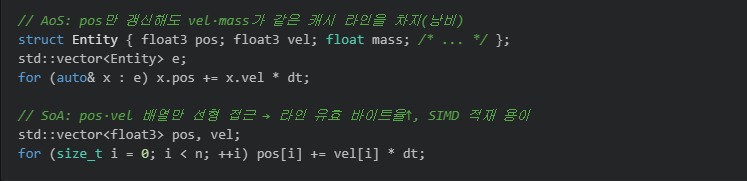 // AoS: pos만 갱신해도 vel·mass가 같은 캐시 라인을 차지(낭비)
struct Entity { float3 pos; float3 vel; float mass; /* ... */ };
std::vector<Entity> e;
for (auto& x : e) x.pos += x.vel * dt;
// SoA: pos·vel 배열만 선형 접근 → 라인 유효 바이트율↑, SIMD 적재 용이
std::vector<float3> pos, vel;
for (size_t i = 0; i < n; ++i) pos[i] += vel[i] * dt;